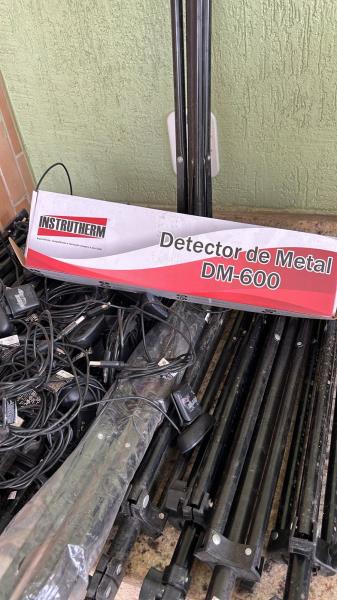 INSTRUTHERM
Detector de Metal
DM-600